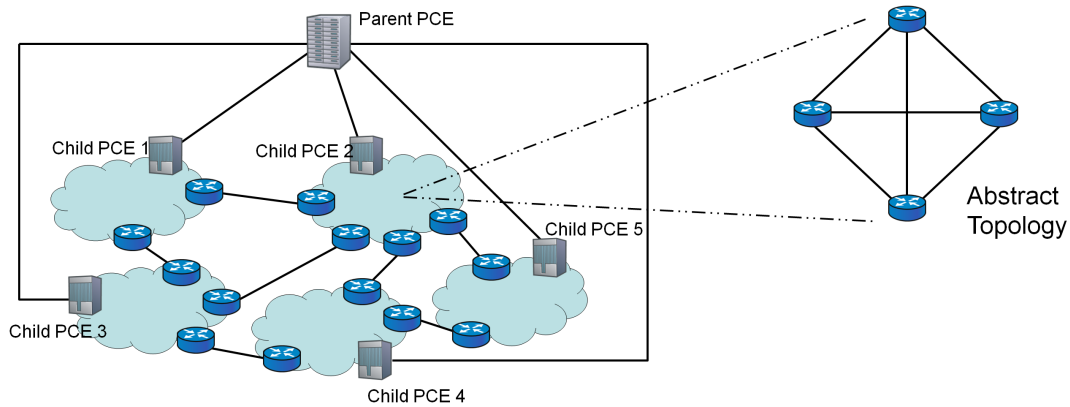 Parent PCE
Child PCE 1
Child PCE 2
Abstract
Topology
Child PCE 5
Child PCE 3
Child PCE 4